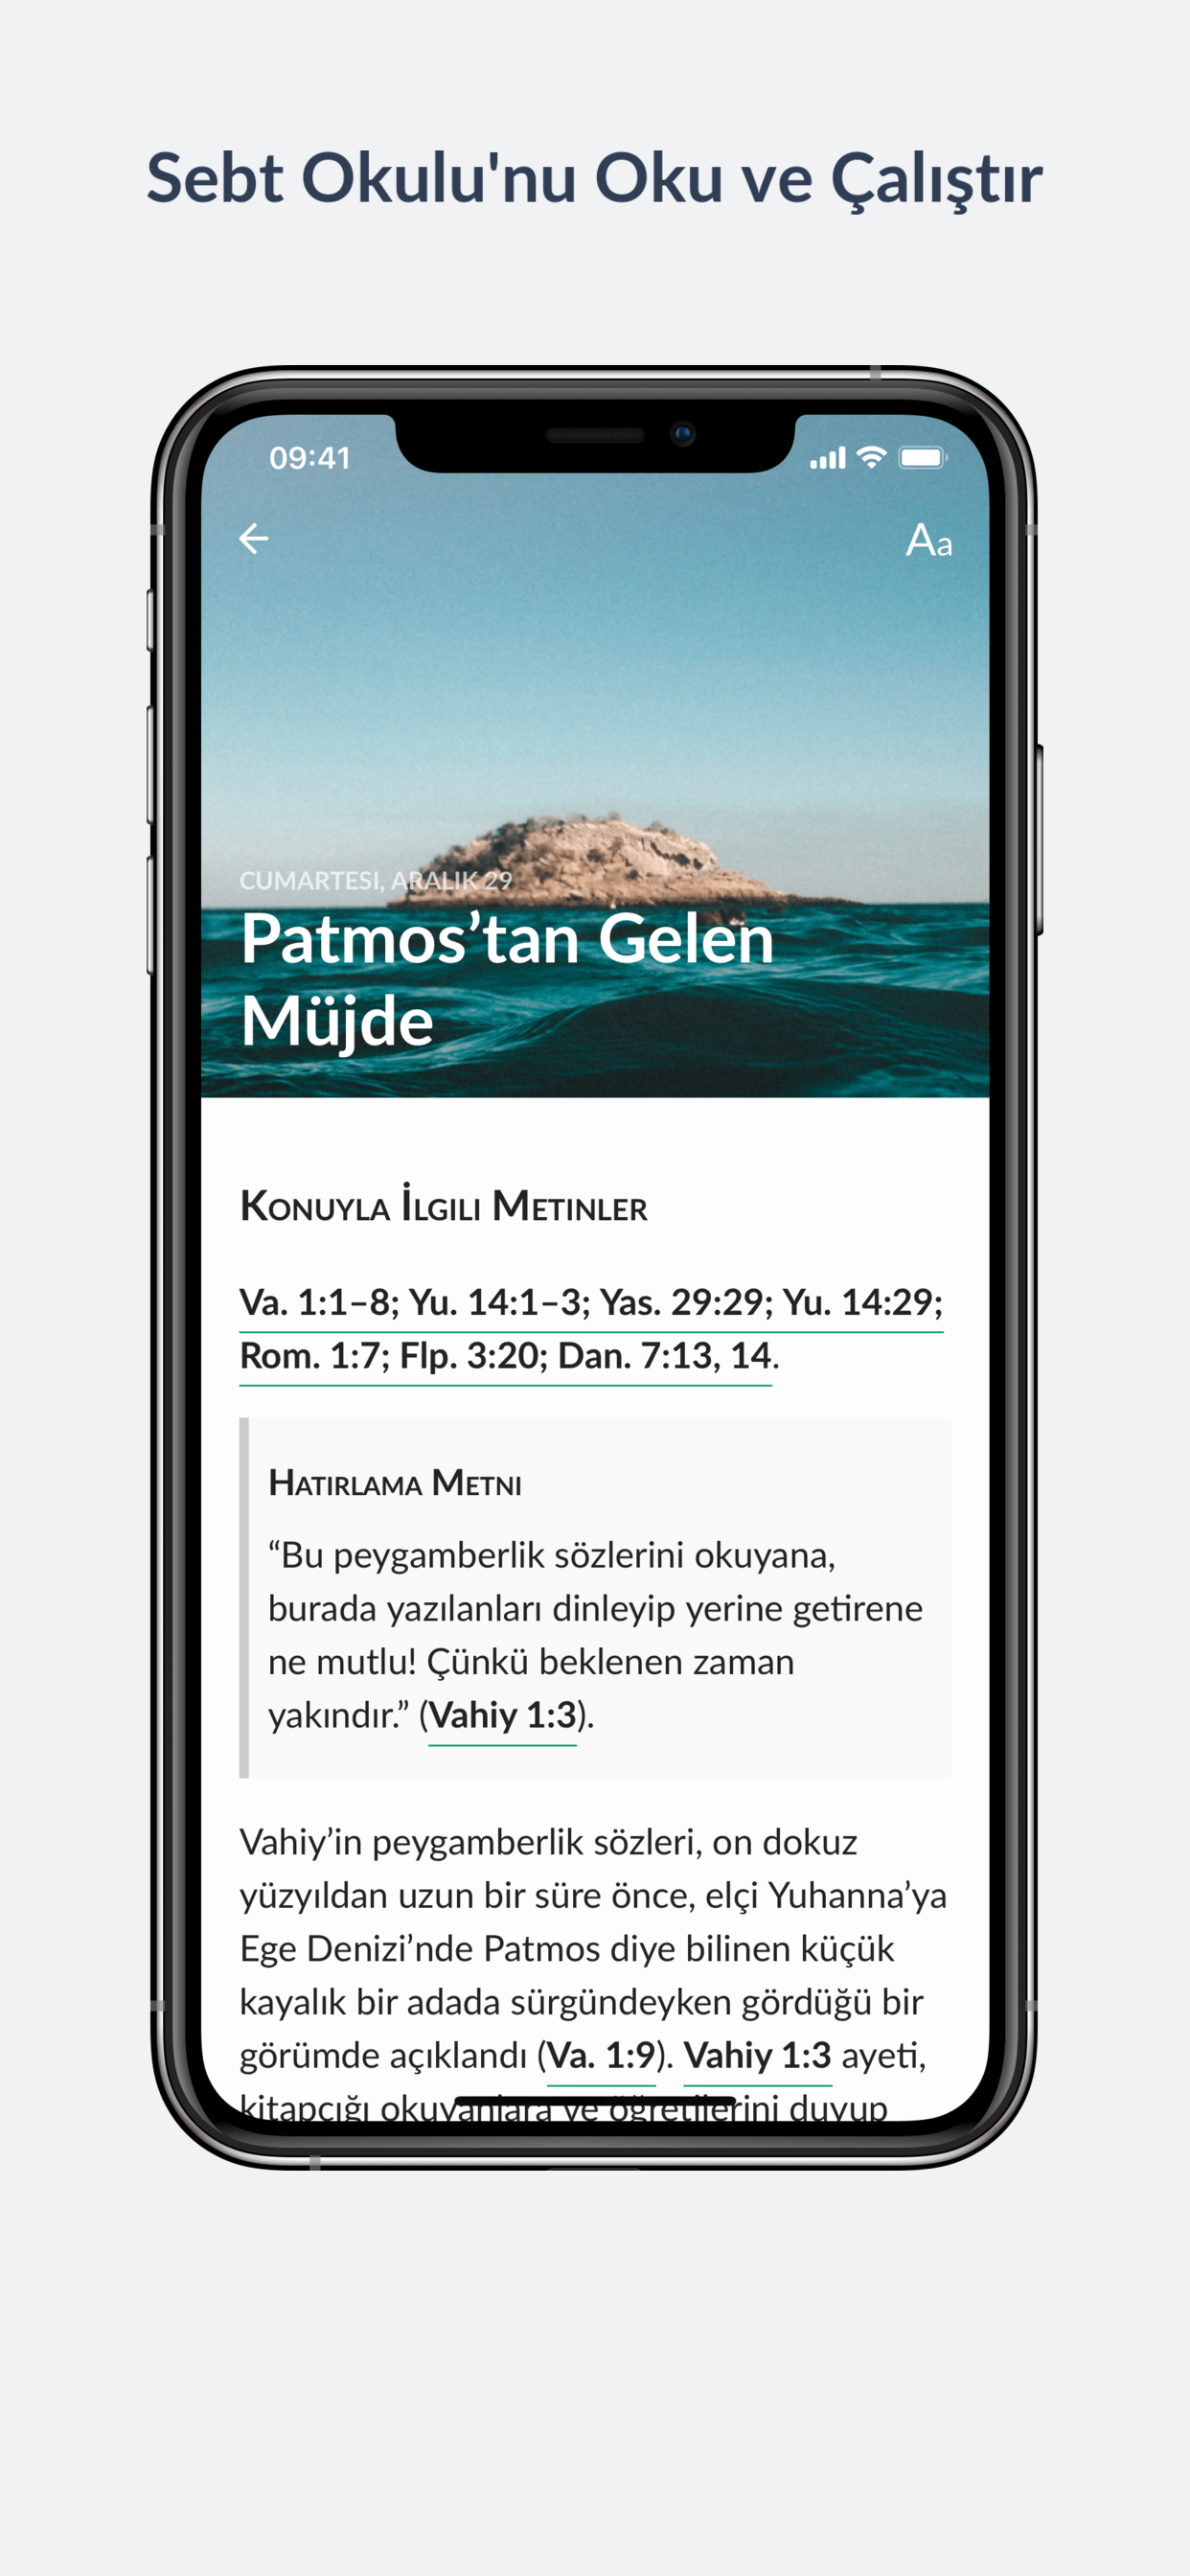 Sebt Okulu'nu Oku ve Çalıştır
09:41
Aa
CUMARTESI, ARALIK 29
Patmos’tan Gelen
Müjde
Konuyla İlgili Metinler
Va. 1:1–8; Yu. 14:1–3; Yas. 29:29; Yu. 14:29;
Rom. 1:7; Flp. 3:20; Dan. 7:13, 14.
Hatırlama Metni
“Bu peygamberlik sözlerini okuyana,
burada yazılanları dinleyip yerine getirene
ne mutlu! Çünkü beklenen zaman
yakındır.” (Vahiy 1:3).
Vahiy’in peygamberlik sözleri, on dokuz
yüzyıldan uzun bir süre önce, elçi Yuhanna’ya
Ege Denizi’nde Patmos diye bilinen küçük
kayalık bir adada sürgündeyken gördüğü bir
görümde açıklandı (Va. 1:9). Vahiy 1:3 ayeti,
kitapçığı okuyanlara ve öğretilerini duyup